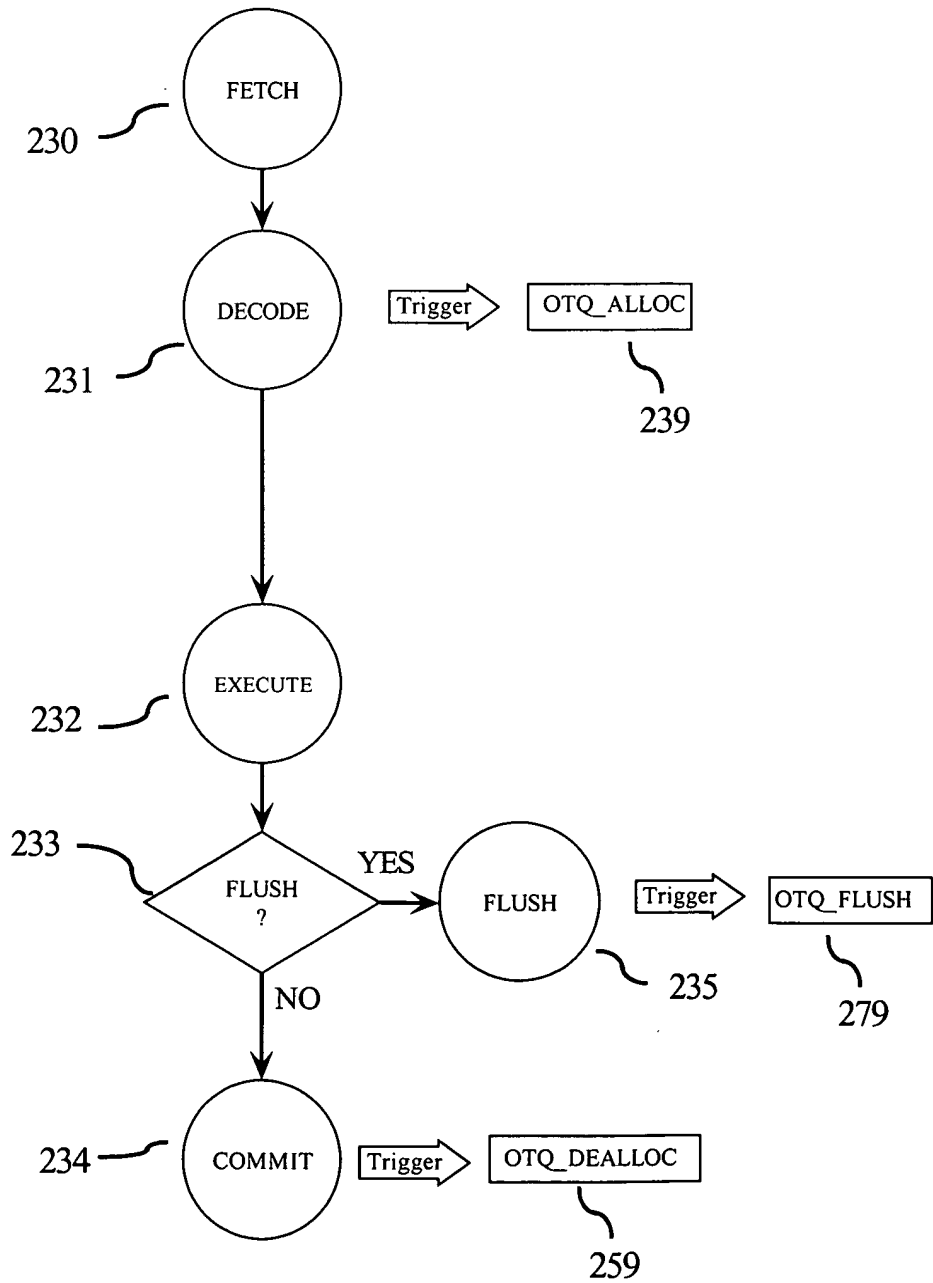 FETCH
230
DECODE
Trigger
OTQ_ALLOC
231
239
EXECUTE
232
233
YES
FLUSH
?
FLUSH
Trigger
OTQ_FLUSH
235
279
NO
COMMIT
Trigger
OTQ_DEALLOC
234
259